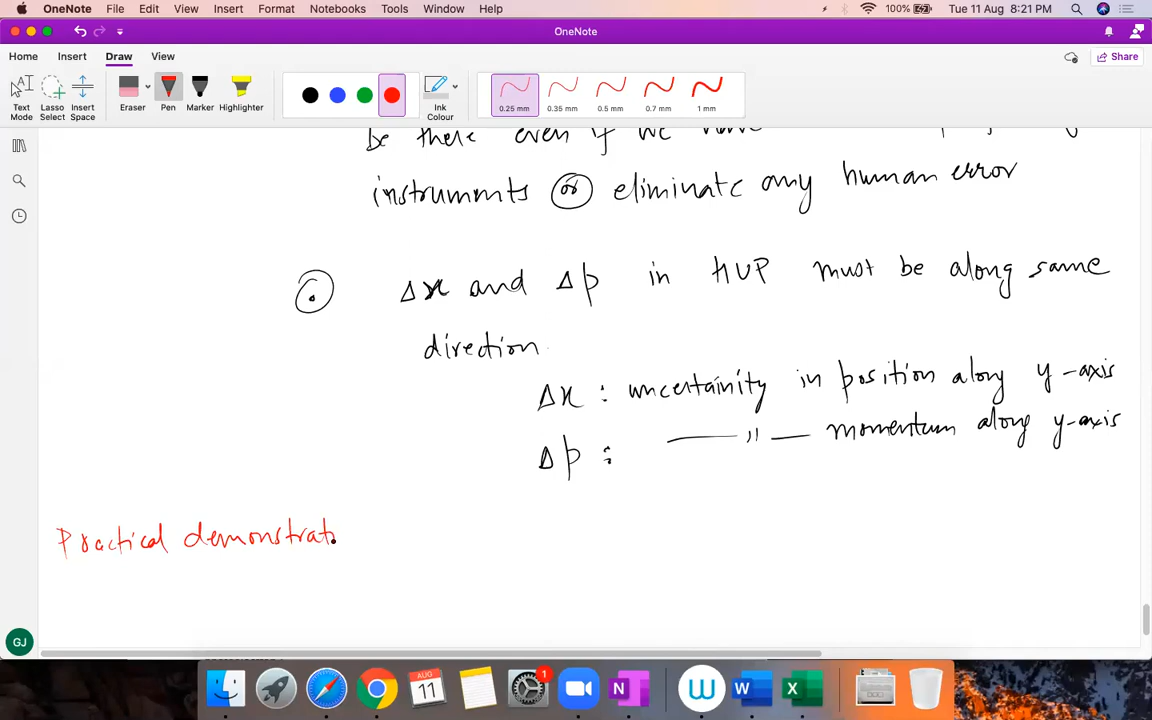 OneNote File Edit View Insert Format Notebooks Tools Window Help 100% Tue 11 Aug 8:21 PM
OneNote
Home Insert Draw View Share
Text Mode Lasso Select Insert Space Eraser Pen Marker Highlighter Ink Colour 0.25 mm 0.35 mm 0.5 mm 0.7 mm 1 mm
be there even if we have
instruments or eliminate any human error
Δx and Δp in HUP must be along same
direction
Δx : uncertainity in position along y-axis
Δp : —— " — momentum along y-axis
Practical demonstrat
GJ
AUG 11 1 N W W X